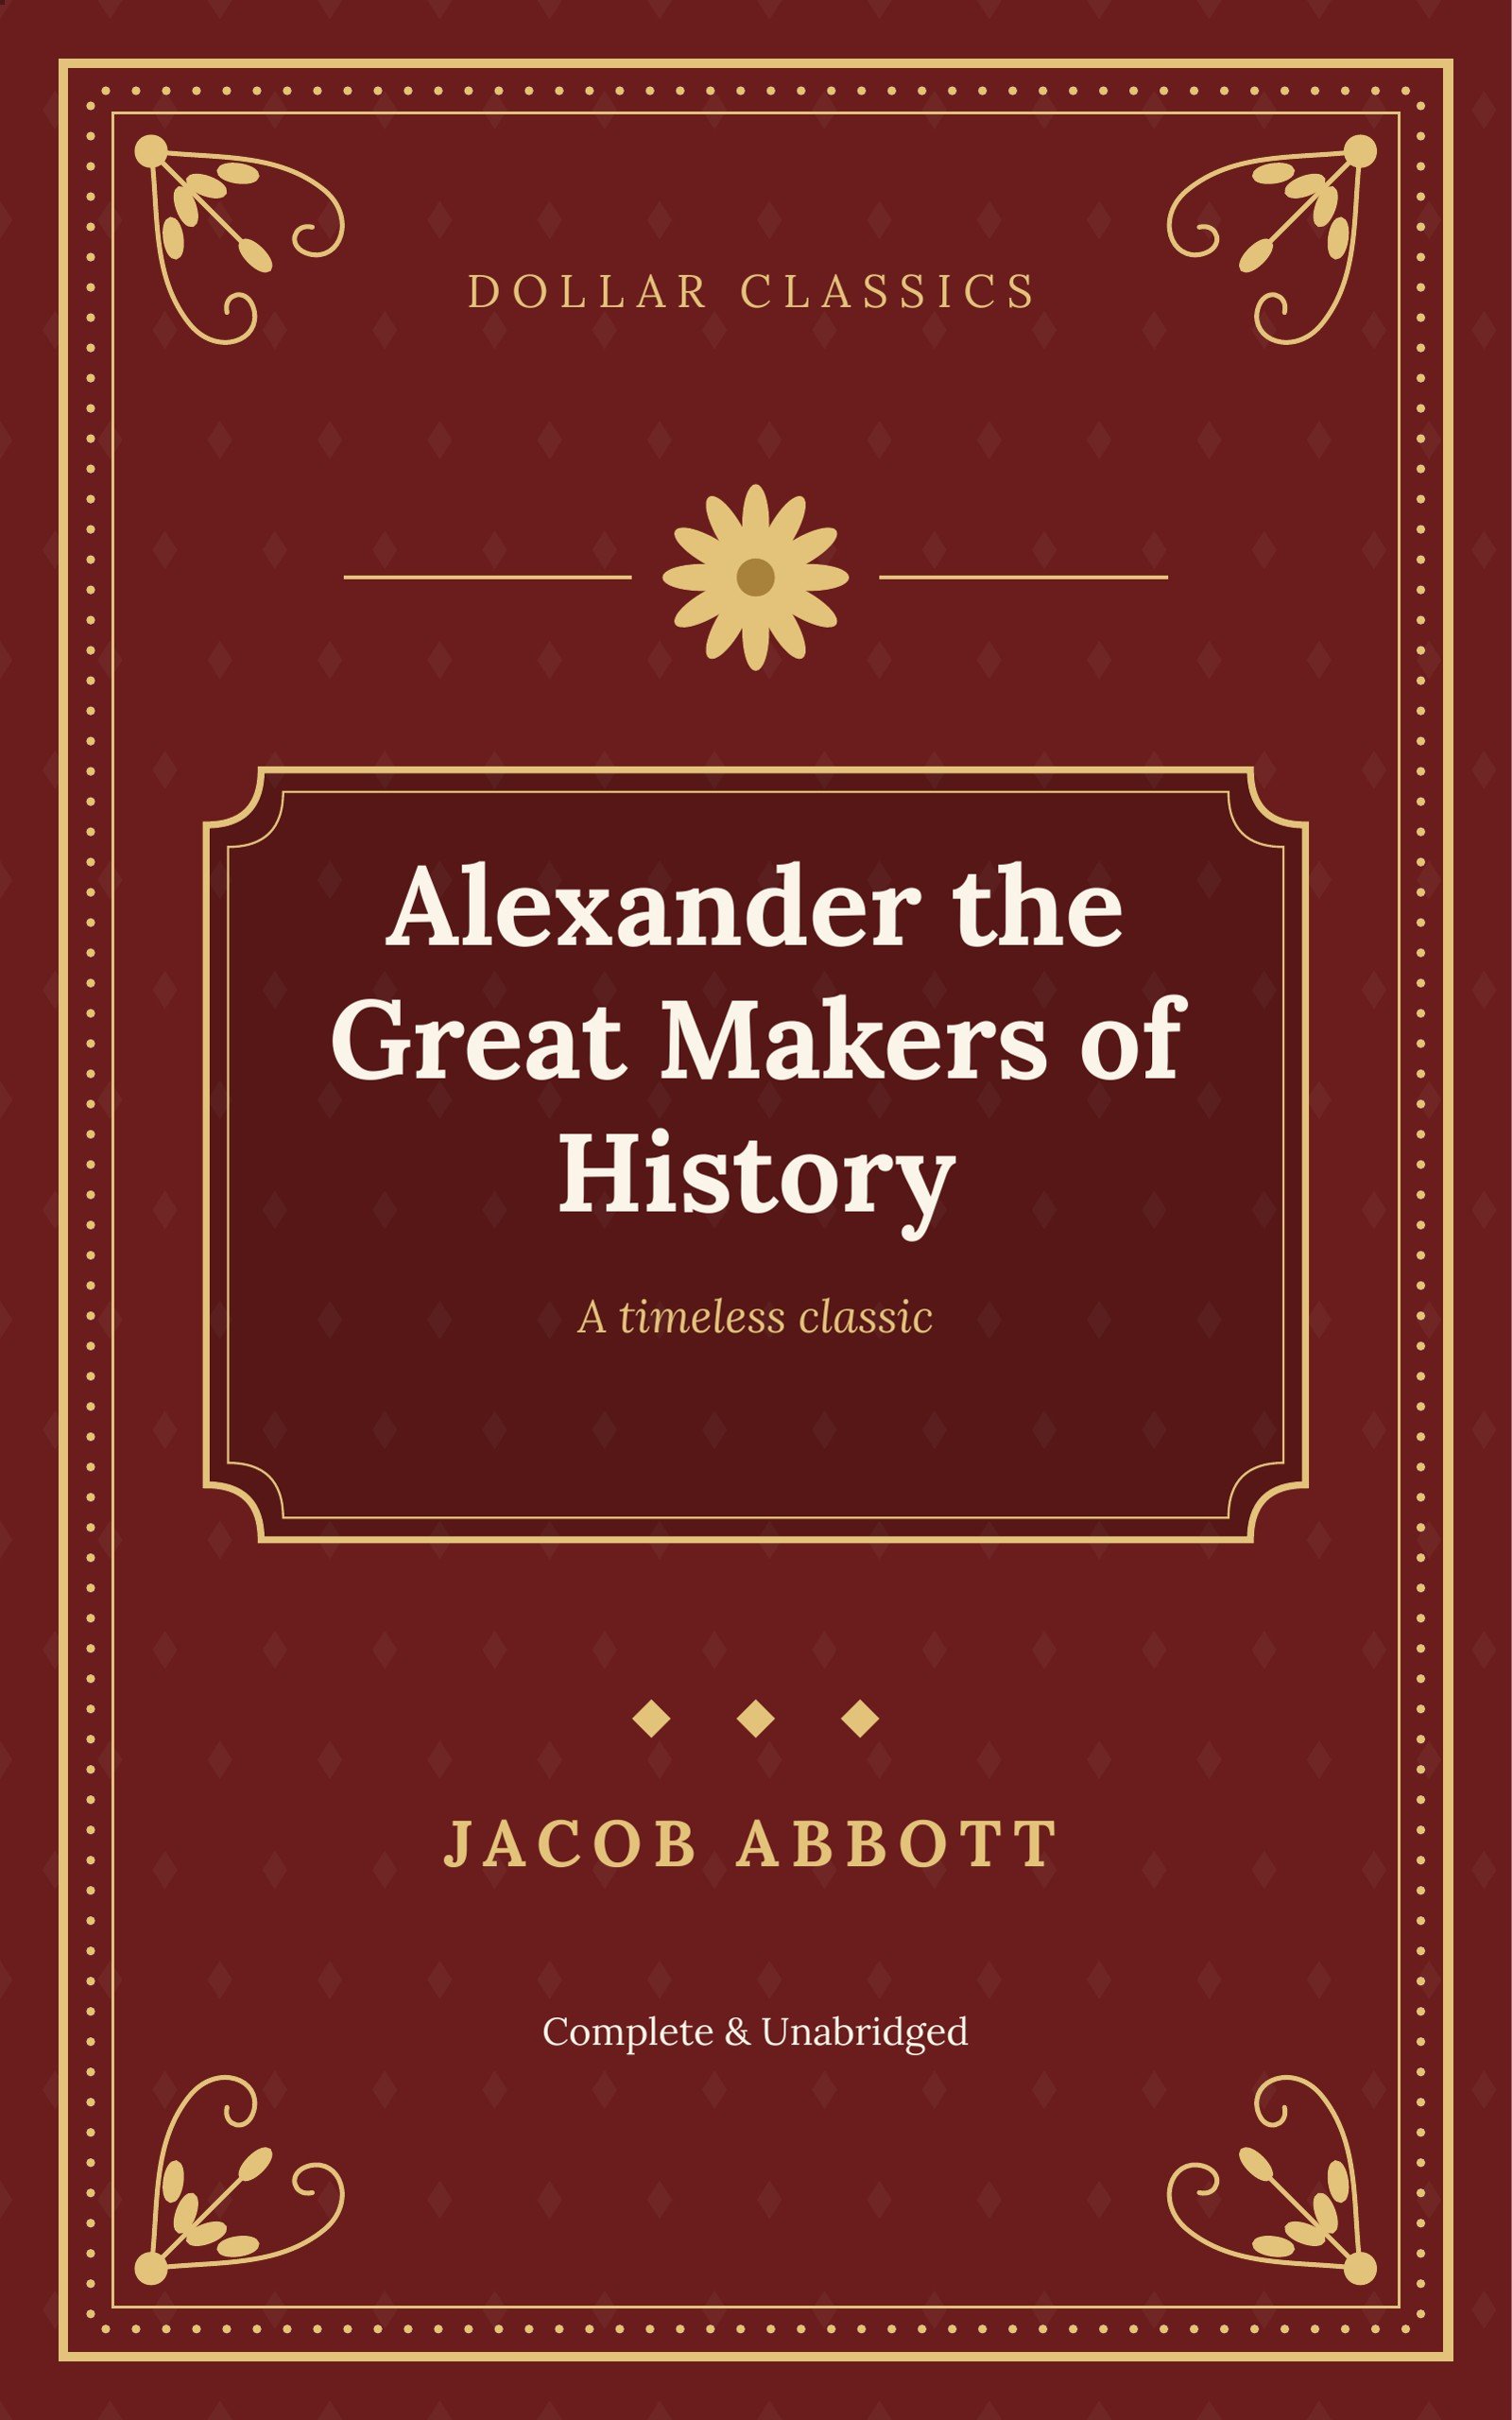 DOLLAR CLASSICS
Alexander the
Great Makers of
History
A timeless classic
JACOB ABBOTT
Complete & Unabridged